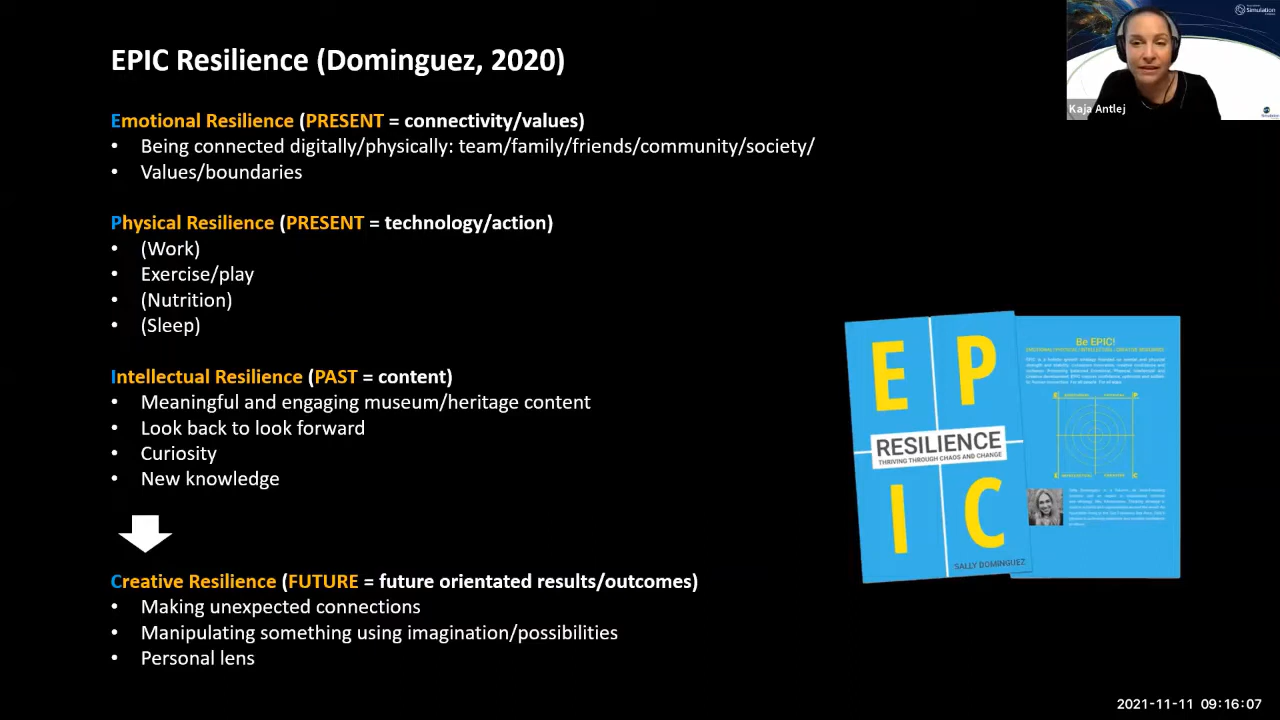 EPIC Resilience (Dominguez, 2020)
Emotional Resilience (PRESENT = connectivity/values)
• Being connected digitally/physically: team/family/friends/community/society/
• Values/boundaries
Physical Resilience (PRESENT = technology/action)
• (Work)
• Exercise/play
• (Nutrition)
• (Sleep)
Intellectual Resilience (PAST = content)
• Meaningful and engaging museum/heritage content
• Look back to look forward
• Curiosity
• New knowledge
Creative Resilience (FUTURE = future orientated results/outcomes)
• Making unexpected connections
• Manipulating something using imagination/possibilities
• Personal lens
Simulation
Kaja Antlej
E P
RESILIENCE
THRIVING THROUGH CHAOS AND CHANGE
I C
SALLY DOMINGUEZ
Be EPIC!
2021-11-11 09:16:07